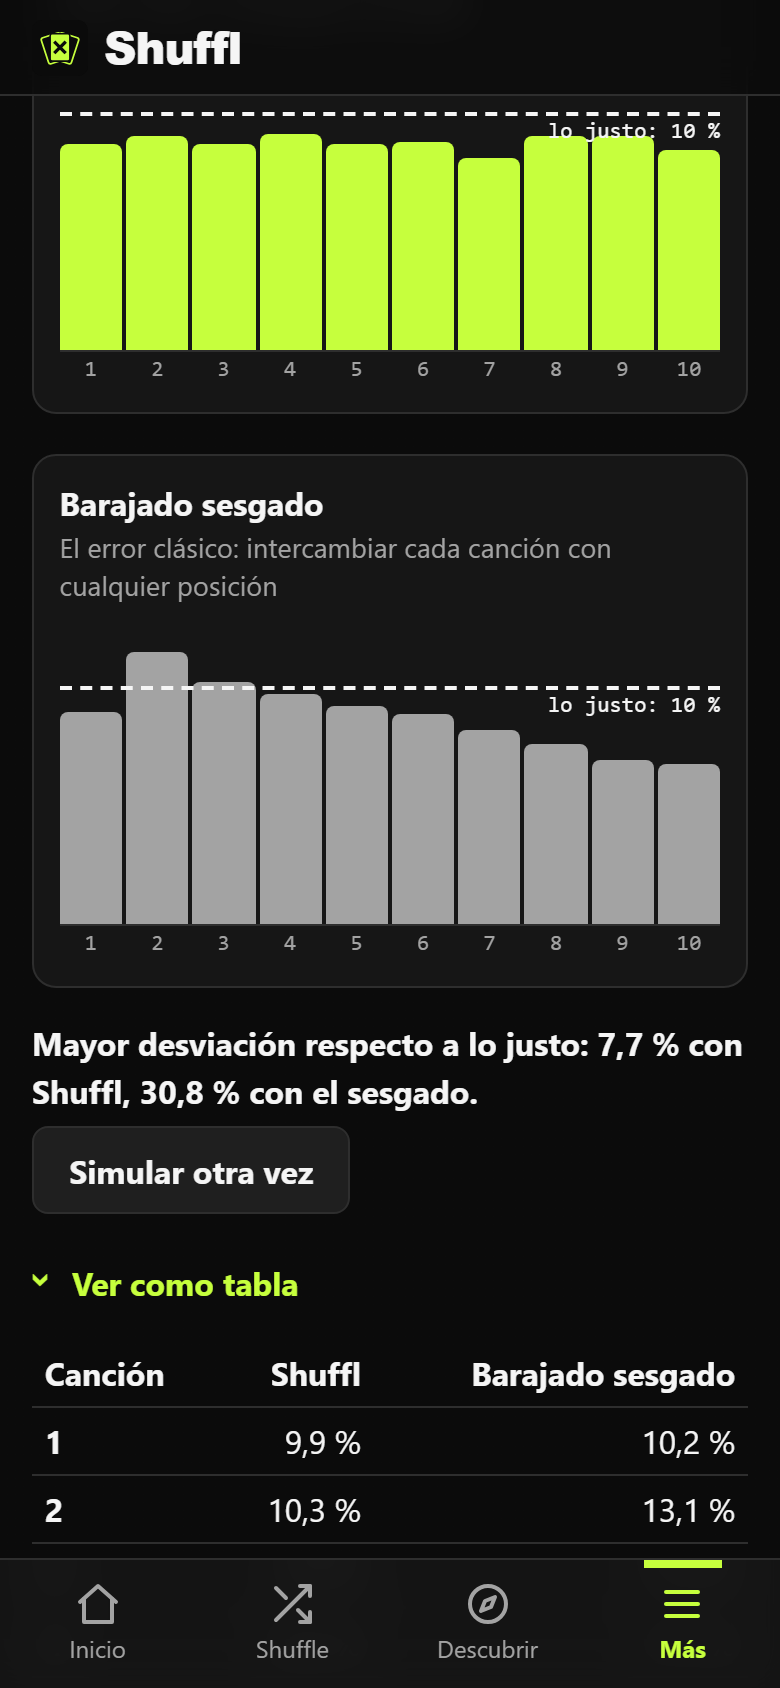 Shuffl
lo justo: 10 %
1 2 3 4 5 6 7 8 9 10
Barajado sesgado
El error clásico: intercambiar cada canción con
cualquier posición
lo justo: 10 %
1 2 3 4 5 6 7 8 9 10
Mayor desviación respecto a lo justo: 7,7 % con
Shuffl, 30,8 % con el sesgado.
Simular otra vez
Ver como tabla
Canción Shuffl Barajado sesgado
1 9,9 % 10,2 %
2 10,3 % 13,1 %
Inicio Shuffle Descubrir Más